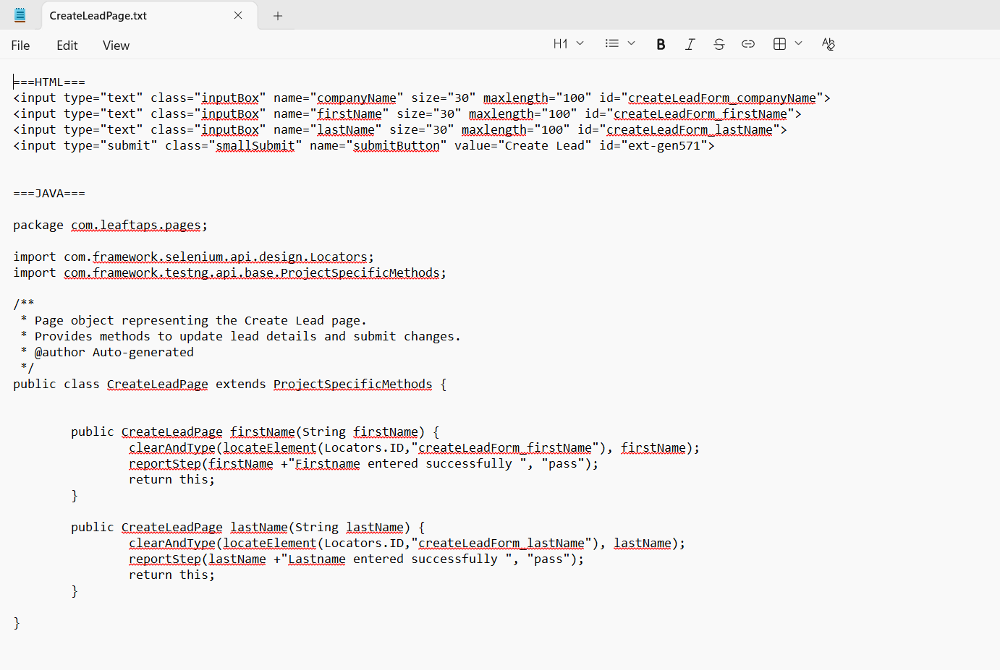 CreateLeadPage.txt
File Edit View H1 B I S
===HTML===
<input type="text" class="inputBox" name="companyName" size="30" maxlength="100" id="createLeadForm_companyName">
<input type="text" class="inputBox" name="firstName" size="30" maxlength="100" id="createLeadForm_firstName">
<input type="text" class="inputBox" name="lastName" size="30" maxlength="100" id="createLeadForm_lastName">
<input type="submit" class="smallSubmit" name="submitButton" value="Create Lead" id="ext-gen571">
===JAVA===
package com.leaftaps.pages;
import com.framework.selenium.api.design.Locators;
import com.framework.testng.api.base.ProjectSpecificMethods;
/**
 * Page object representing the Create Lead page.
 * Provides methods to update lead details and submit changes.
 * @author Auto-generated
 */
public class CreateLeadPage extends ProjectSpecificMethods {
        public CreateLeadPage firstName(String firstName) {
                clearAndType(locateElement(Locators.ID,"createLeadForm_firstName"), firstName);
                reportStep(firstName +"Firstname entered successfully ", "pass");
                return this;
        }
        public CreateLeadPage lastName(String lastName) {
                clearAndType(locateElement(Locators.ID,"createLeadForm_lastName"), lastName);
                reportStep(lastName +"Lastname entered successfully ", "pass");
                return this;
        }
}